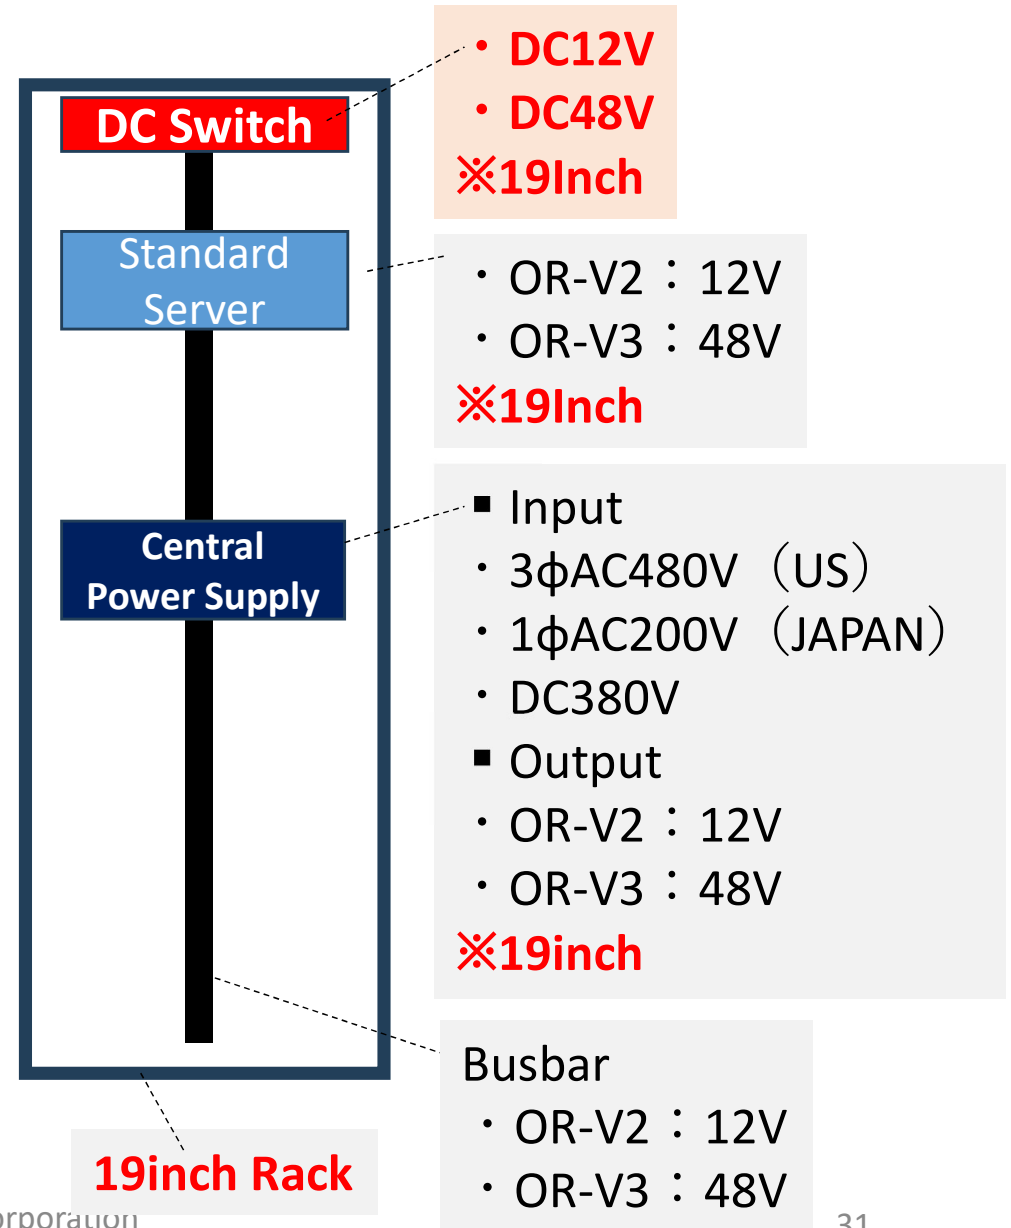 ・DC12V
・DC48V
※19Inch
DC Switch
Standard
Server
・OR-V2：12V
・OR-V3：48V
※19Inch
Central
Power Supply
■ Input
・3φAC480V（US）
・1φAC200V（JAPAN）
・DC380V
■ Output
・OR-V2：12V
・OR-V3：48V
※19inch
Busbar
・OR-V2：12V
・OR-V3：48V
19inch Rack
orporation
31